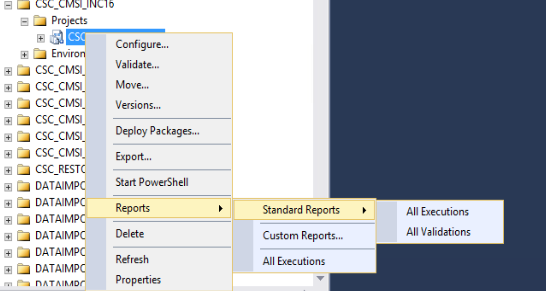 CSC_CMSI_INC16
Projects
CSC
Environ
CSC_CMSI_
CSC_CMSI_
CSC_CMSI_
CSC_CMSI_
CSC_CMSI_
CSC_CMSI_
CSC_RESTO
DATAIMPO
DATAIMPO
DATAIMPO
DATAIMPO
DATAIMPO
DATAIMPO
DATAIMPO
Configure...
Validate...
Move...
Versions...
Deploy Packages...
Export...
Start PowerShell
Reports
Delete
Refresh
Properties
Standard Reports
Custom Reports...
All Executions
All Executions
All Validations